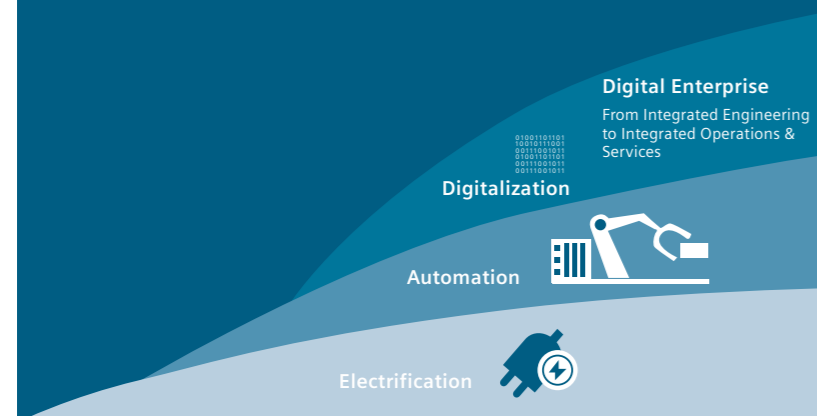 Digital Enterprise
From Integrated Engineering
to Integrated Operations &
Services
01001101101
10010111001
00111001011
01001101101
00111001011
00111001011
Digitalization
Automation
Electrification